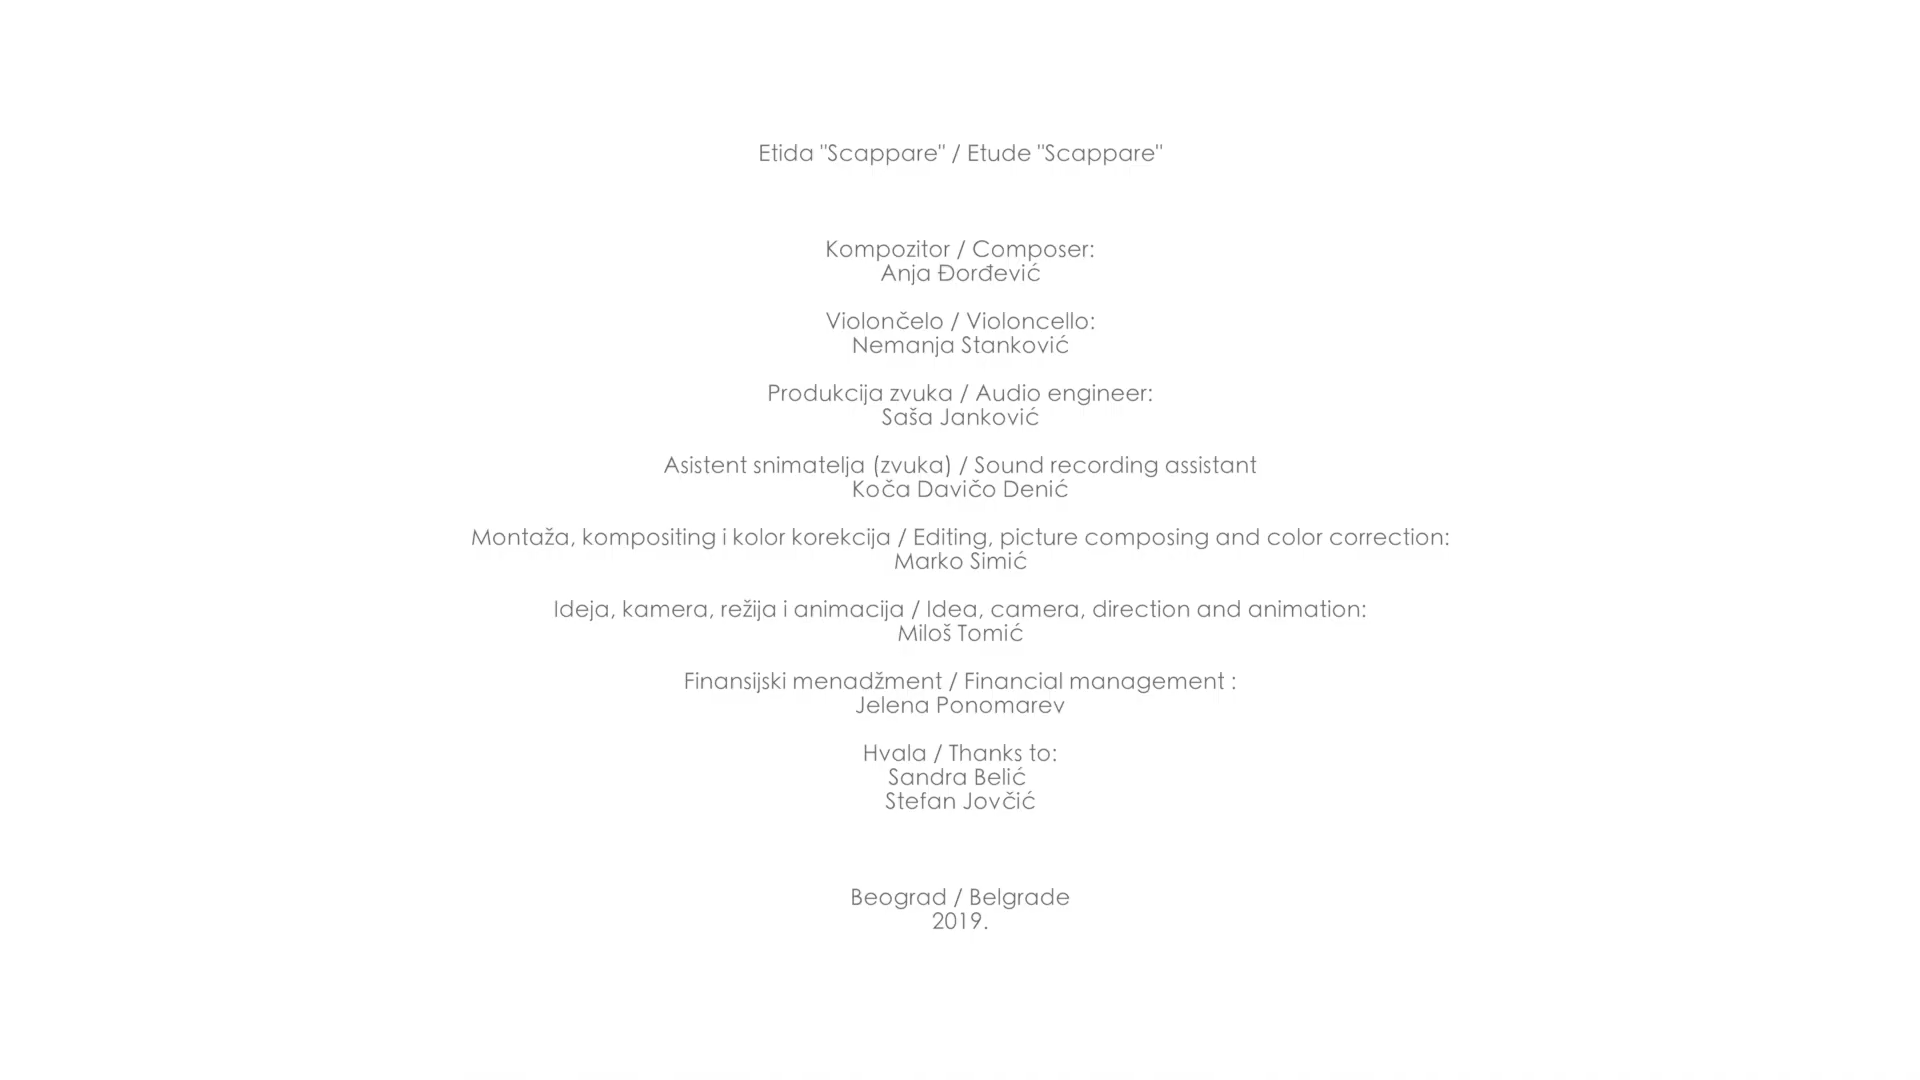 Etida "Scappare" / Etude "Scappare"
Kompozitor / Composer:
Anja Đorđević
Violončelo / Violoncello:
Nemanja Stanković
Produkcija zvuka / Audio engineer:
Saša Janković
Asistent snimatelja (zvuka) / Sound recording assistant
Koča Davičo Denić
Montaža, kompositing i kolor korekcija / Editing, picture composing and color correction:
Marko Simić
Ideja, kamera, režija i animacija / Idea, camera, direction and animation:
Miloš Tomić
Finansijski menadžment / Financial management :
Jelena Ponomarev
Hvala / Thanks to:
Sandra Belić
Stefan Jovčić
Beograd / Belgrade
2019.